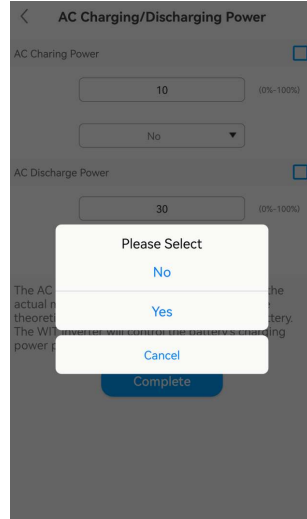 AC Charging/Discharging Power
AC Charing Power
10
(0%-100%)
No
AC Discharge Power
30
(0%-100%)
Please Select
No
Yes
Cancel
The AC the
actual
theoreti tery.
The WIT inverter will control the battery's charging
power
Complete